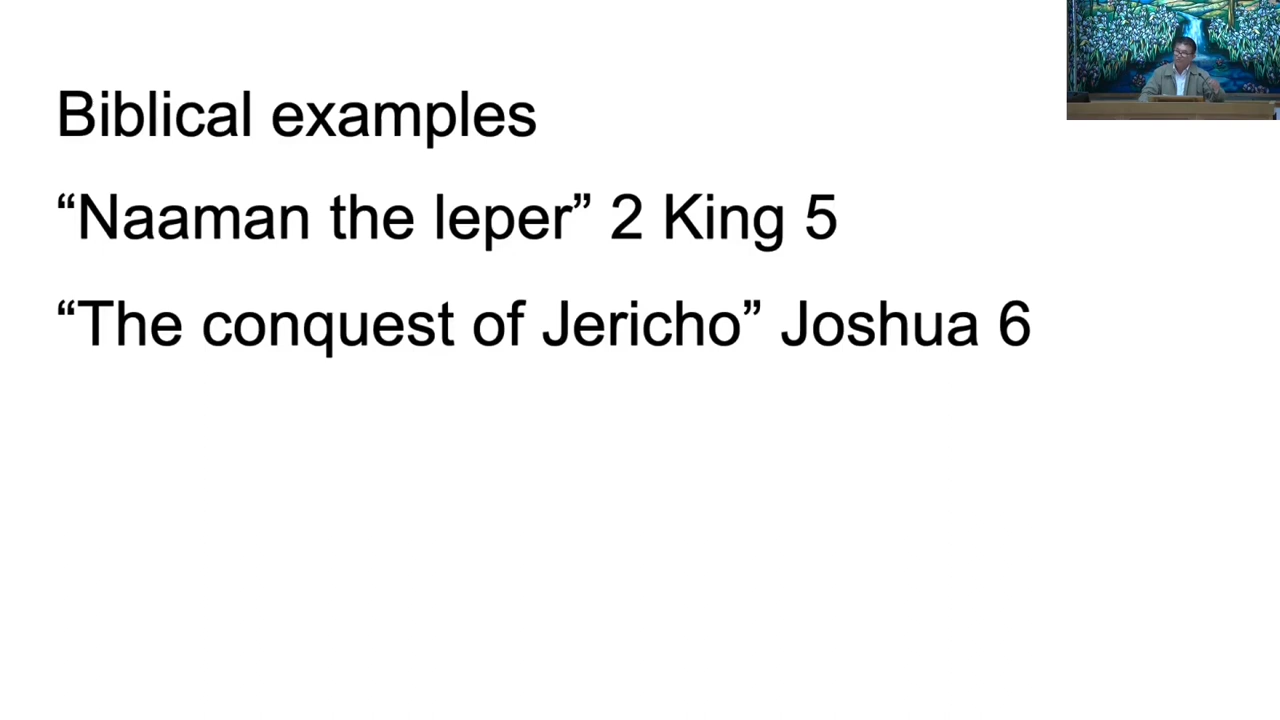 Biblical examples
“Naaman the leper” 2 King 5
“The conquest of Jericho” Joshua 6